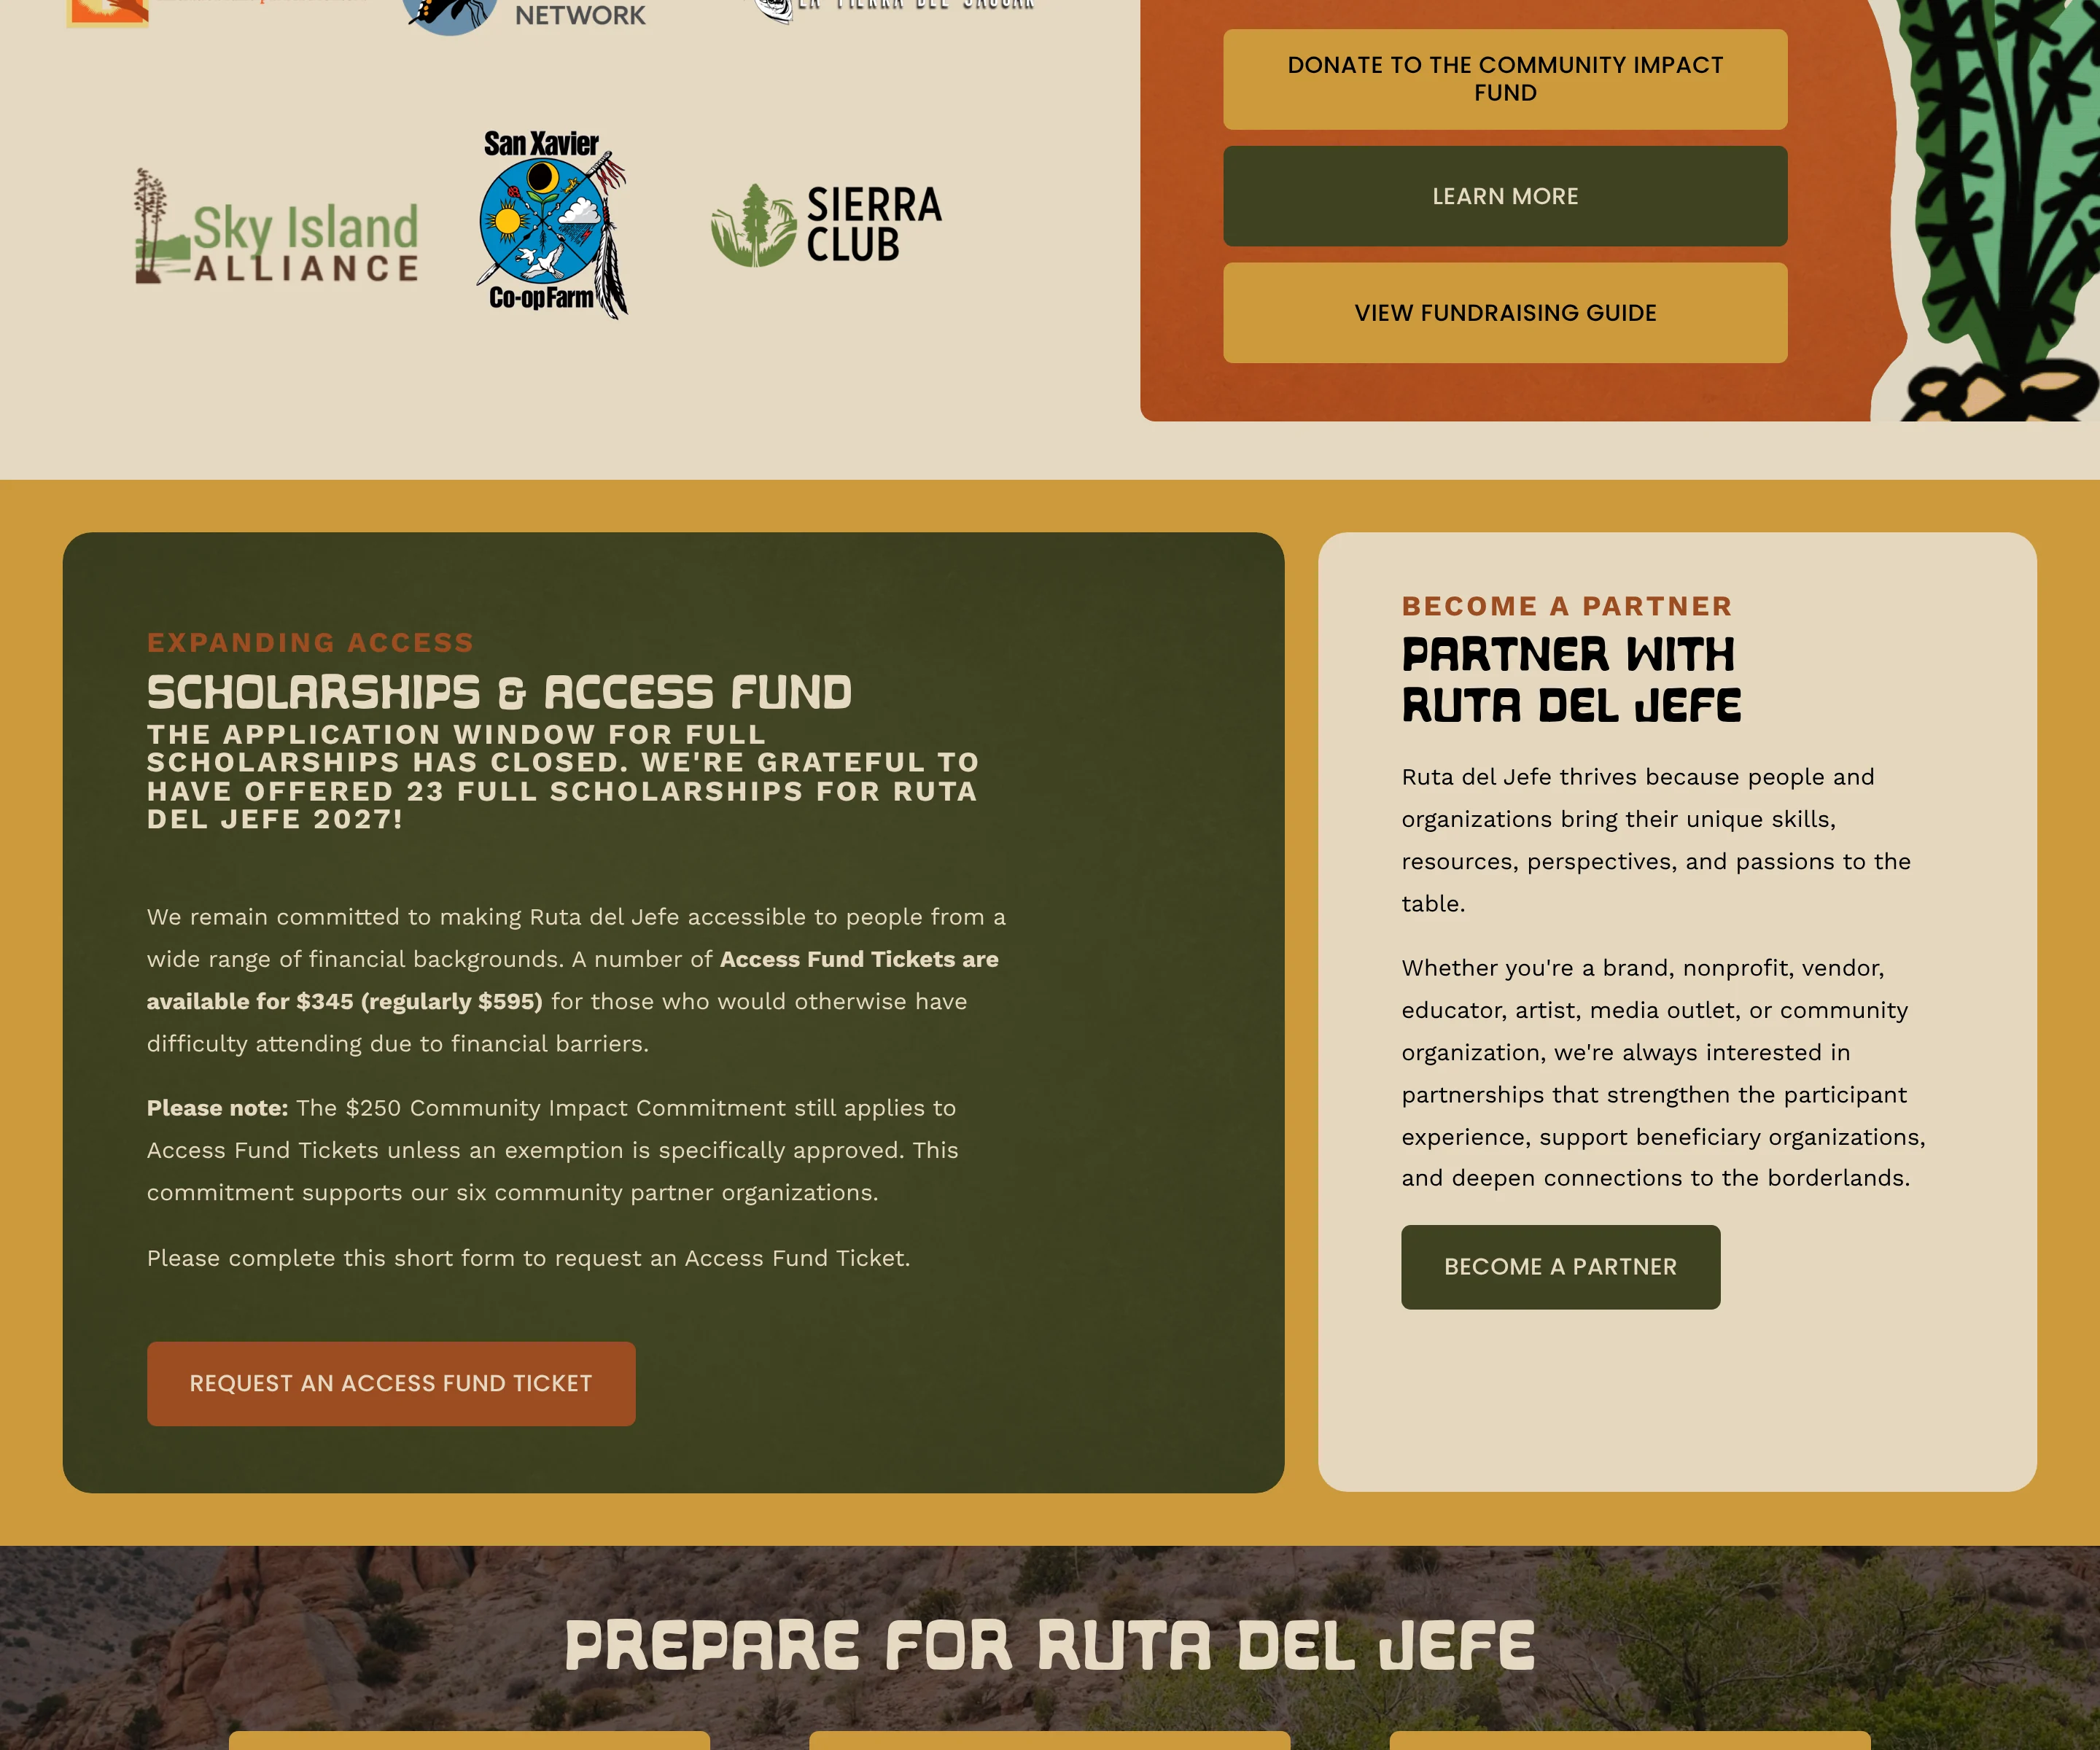 NETWORK
DONATE TO THE COMMUNITY IMPACT
FUND
LEARN MORE
VIEW FUNDRAISING GUIDE
Sky Island
ALLIANCE
San Xavier
Co-op Farm
SIERRA
CLUB
EXPANDING ACCESS
SCHOLARSHIPS & ACCESS FUND
THE APPLICATION WINDOW FOR FULL
SCHOLARSHIPS HAS CLOSED. WE'RE GRATEFUL TO
HAVE OFFERED 23 FULL SCHOLARSHIPS FOR RUTA
DEL JEFE 2027!
We remain committed to making Ruta del Jefe accessible to people from a
wide range of financial backgrounds. A number of Access Fund Tickets are
available for $345 (regularly $595) for those who would otherwise have
difficulty attending due to financial barriers.
Please note: The $250 Community Impact Commitment still applies to
Access Fund Tickets unless an exemption is specifically approved. This
commitment supports our six community partner organizations.
Please complete this short form to request an Access Fund Ticket.
REQUEST AN ACCESS FUND TICKET
BECOME A PARTNER
PARTNER WITH
RUTA DEL JEFE
Ruta del Jefe thrives because people and
organizations bring their unique skills,
resources, perspectives, and passions to the
table.
Whether you're a brand, nonprofit, vendor,
educator, artist, media outlet, or community
organization, we're always interested in
partnerships that strengthen the participant
experience, support beneficiary organizations,
and deepen connections to the borderlands.
BECOME A PARTNER
PREPARE FOR RUTA DEL JEFE